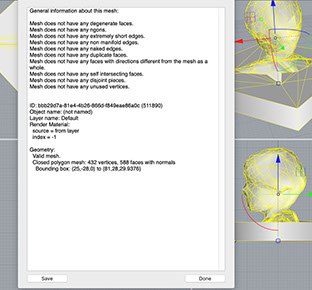 General information about this mesh:
Mesh does not have any degenerate faces.
Mesh does not have any ngons.
Mesh does not have any extremely short edges.
Mesh does not have any non manifold edges.
Mesh does not have any naked edges.
Mesh does not have any duplicate faces.
Mesh does not have any faces with directions different from the mesh as a
whole.
Mesh does not have any self intersecting faces.
Mesh does not have any disjoint pieces.
Mesh does not have any unused vertices.
ID: bbb29d7a-81e4-4b26-866d-f849eae86a0c (511890)
Object name: (not named)
Layer name: Default
Render Material:
source = from layer
index = -1
Geometry:
Valid mesh.
Closed polygon mesh: 432 vertices, 588 faces with normals
Bounding box: (25,-28,0) to (81,28,29.9376)
Save
Done